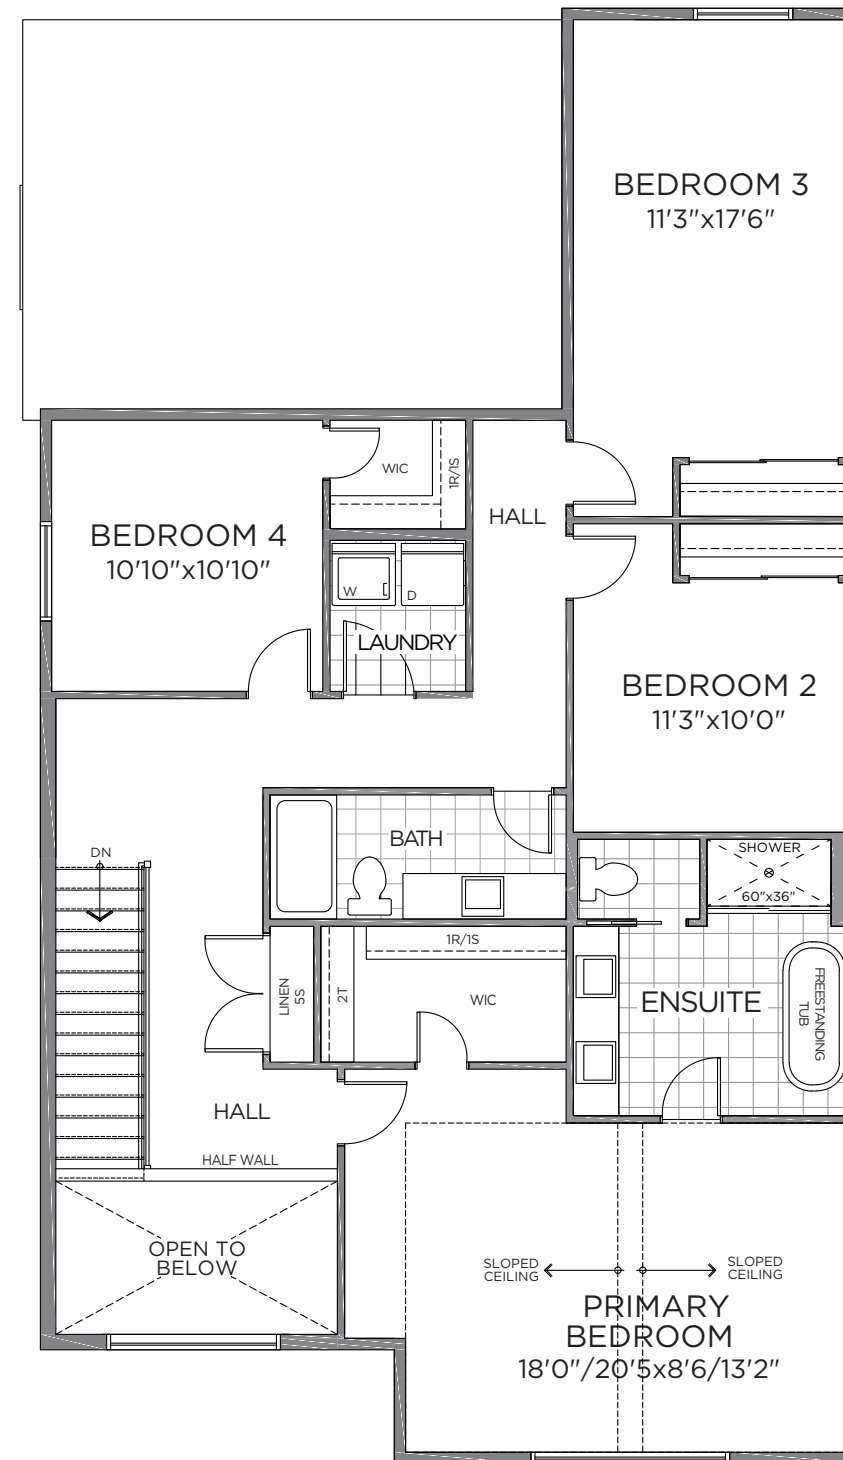 BEDROOM 3
11'3"x17'6"
WIC
1R/1S
HALL
BEDROOM 4
10'10"x10'10"
W
D
LAUNDRY
BEDROOM 2
11'3"x10'0"
DN
BATH
SHOWER
60"x36"
LINEN
5S
2T
1R/1S
WIC
ENSUITE
FREESTANDING
TUB
HALL
HALF WALL
OPEN TO
BELOW
SLOPED
CEILING
SLOPED
CEILING
PRIMARY
BEDROOM
18'0"/20'5x8'6/13'2"